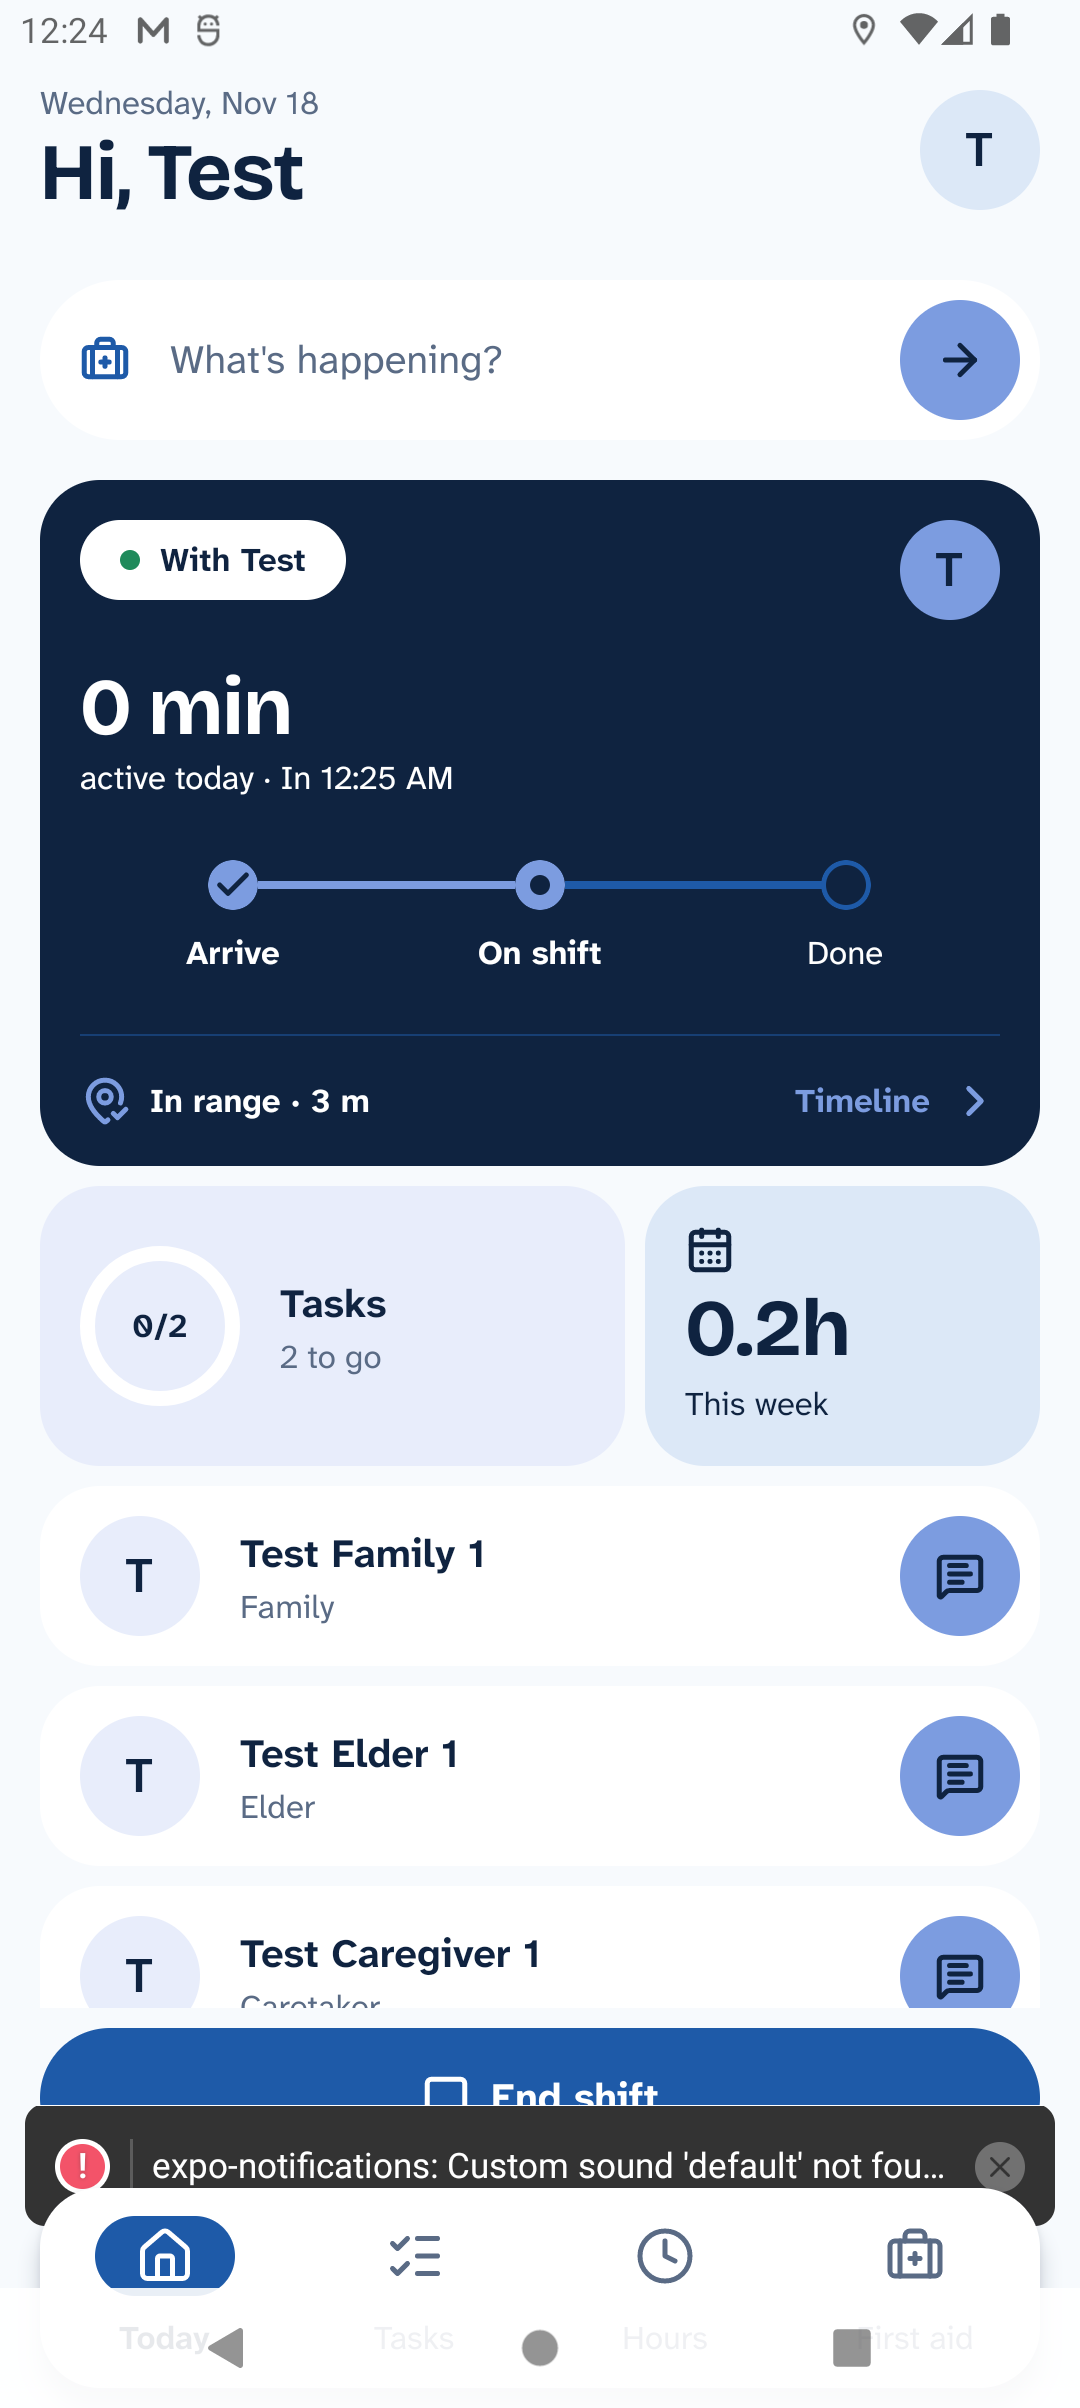 12:24
Wednesday, Nov 18
Hi, Test
T
What's happening?
With Test
T
0 min
active today · In 12:25 AM
Arrive
On shift
Done
In range · 3 m
Timeline
0/2
Tasks
2 to go
0.2h
This week
T
Test Family 1
Family
T
Test Elder 1
Elder
T
Test Caregiver 1
Caretaker
End shift
! expo-notifications: Custom sound 'default' not fou...
Today
Tasks
Hours
First aid